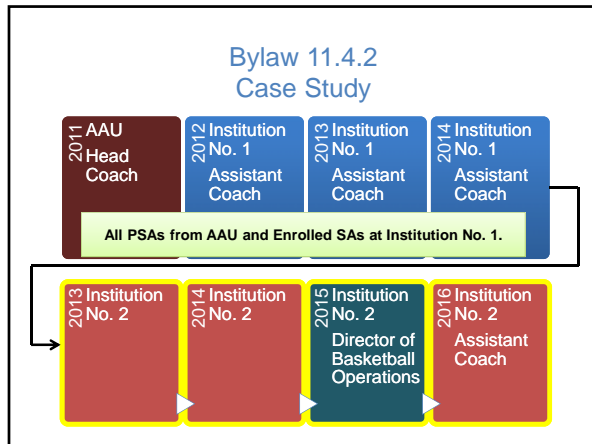 Bylaw 11.4.2
Case Study
2011
AAU
Head
Coach
2012
Institution
No. 1
Assistant
Coach
2013
Institution
No. 1
Assistant
Coach
2014
Institution
No. 1
Assistant
Coach
All PSAs from AAU and Enrolled SAs at Institution No. 1.
2013
Institution
No. 2
2014
Institution
No. 2
2015
Institution
No. 2
Director of
Basketball
Operations
2016
Institution
No. 2
Assistant
Coach